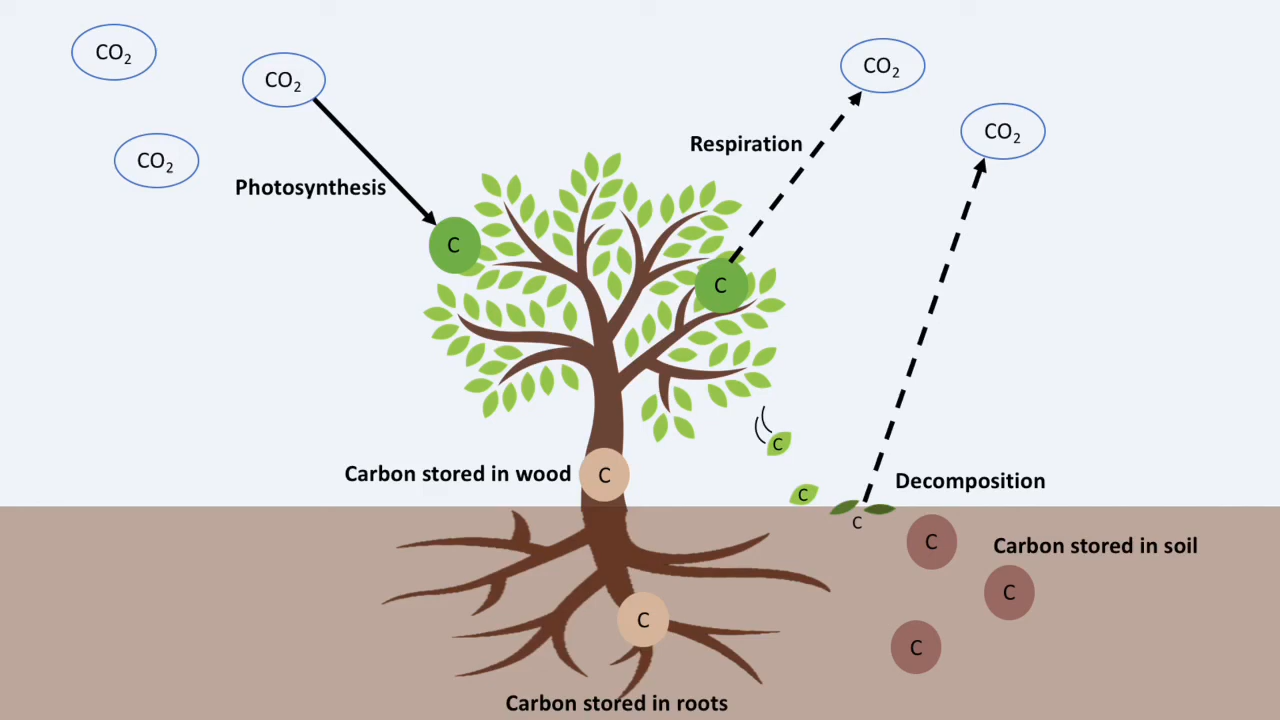 CO₂
CO₂
CO₂
CO₂
CO₂
Respiration
Photosynthesis
C
C
C
Carbon stored in wood
C
Decomposition
C
C
C
Carbon stored in soil
C
C
C
Carbon stored in roots